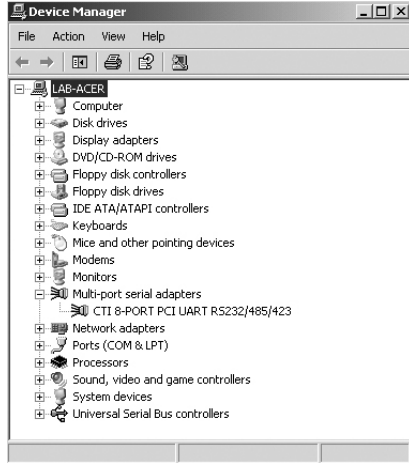 Device Manager
File Action View Help
LAB-ACER
Computer
Disk drives
Display adapters
DVD/CD-ROM drives
Floppy disk controllers
Floppy disk drives
IDE ATA/ATAPI controllers
Keyboards
Mice and other pointing devices
Modems
Monitors
Multi-port serial adapters
CTI 8-PORT PCI UART RS232/485/423
Network adapters
Ports (COM & LPT)
Processors
Sound, video and game controllers
System devices
Universal Serial Bus controllers